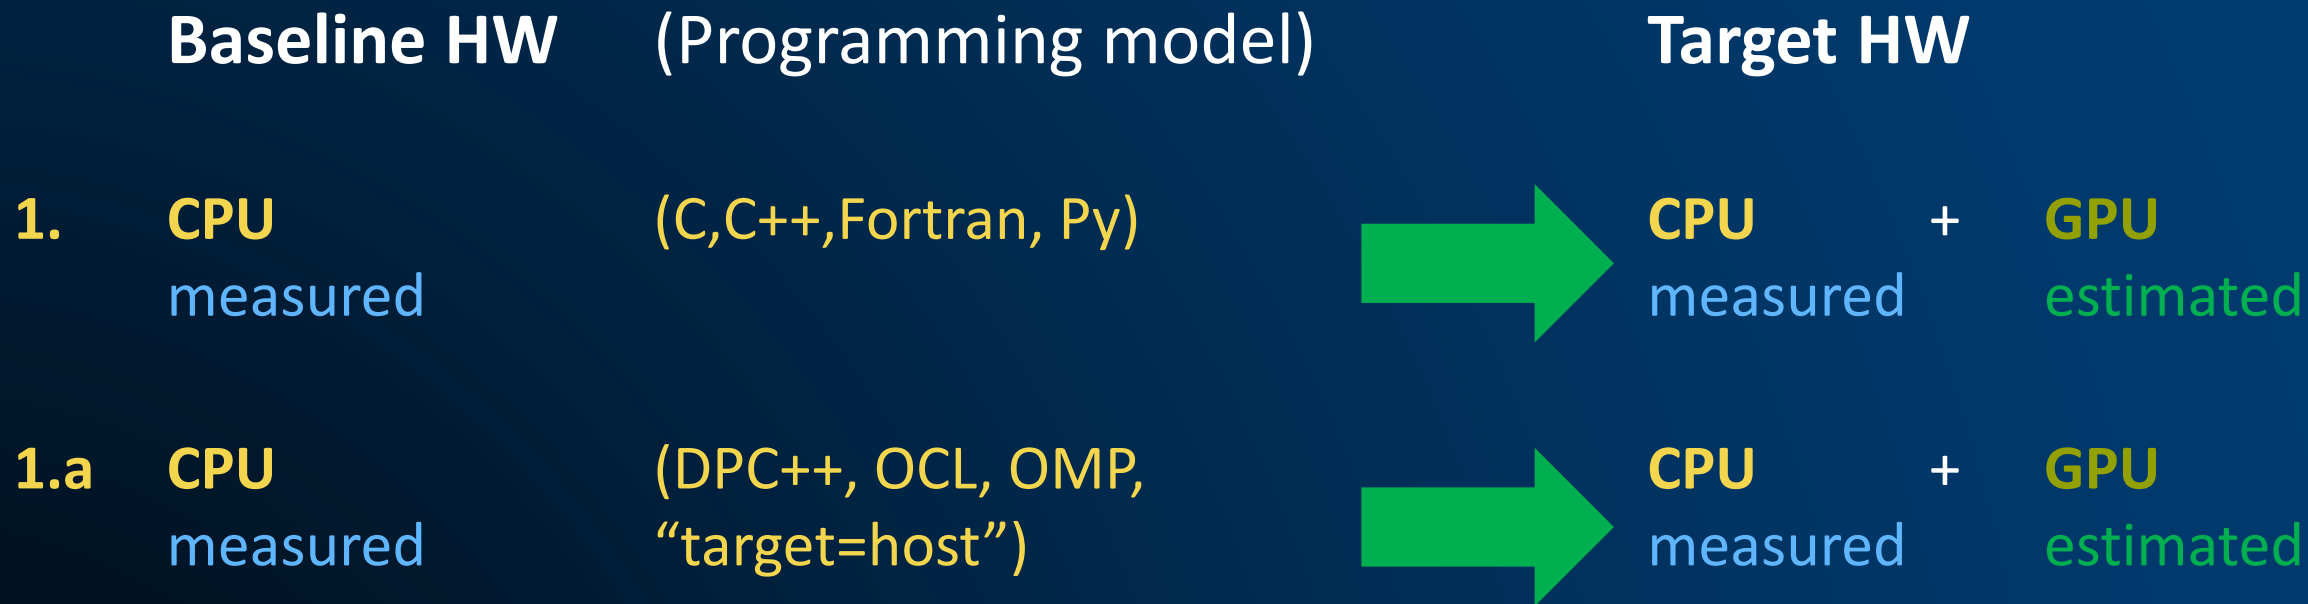 Baseline HW (Programming model) Target HW
1. CPU (C,C++,Fortran, Py) CPU + GPU
measured measured estimated
1.a CPU (DPC++, OCL, OMP, CPU + GPU
measured “target=host”) measured estimated